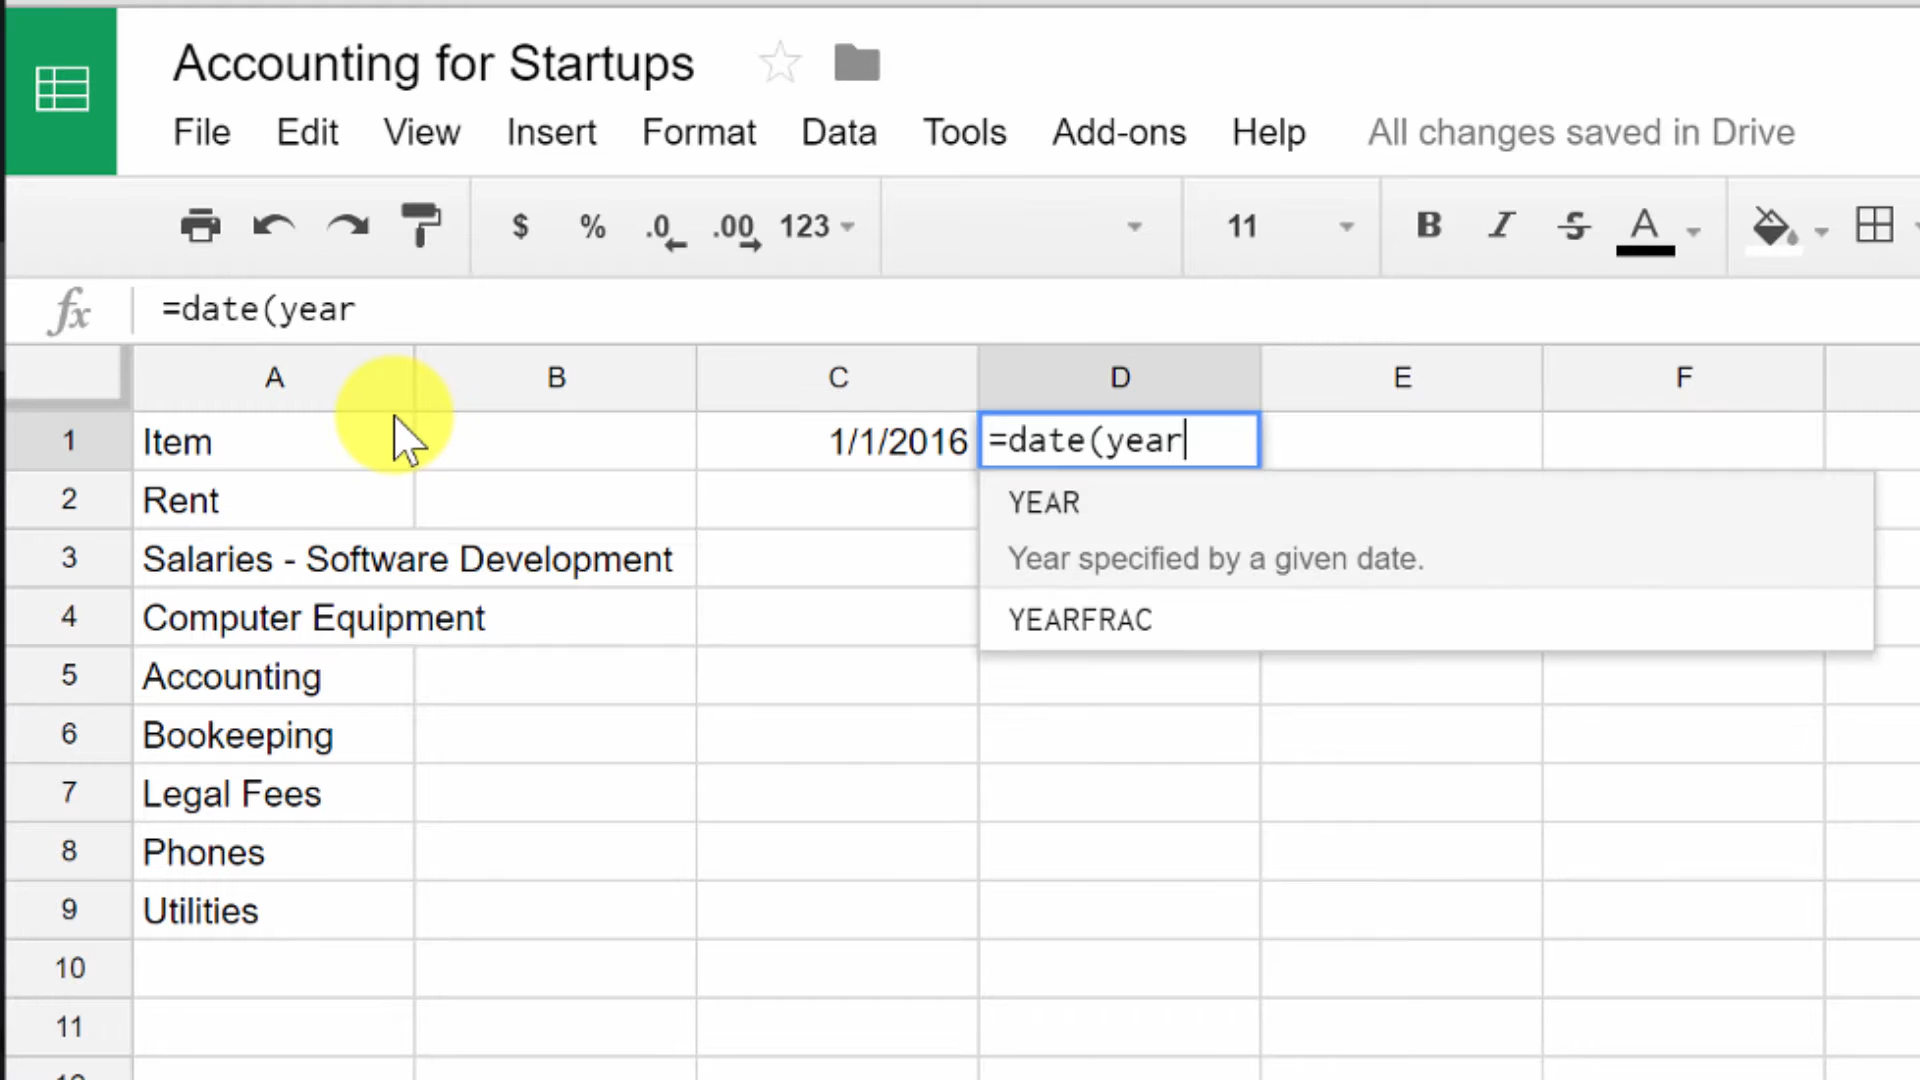 Accounting for Startups
File Edit View Insert Format Data Tools Add-ons Help All changes saved in Drive
$ % .0 .00 123 11 B I S A
fx =date(year
A B C D E F
1 Item 1/1/2016 =date(year
2 Rent
YEAR
Year specified by a given date.
YEARFRAC
3 Salaries - Software Development
4 Computer Equipment
5 Accounting
6 Bookeeping
7 Legal Fees
8 Phones
9 Utilities
10
11